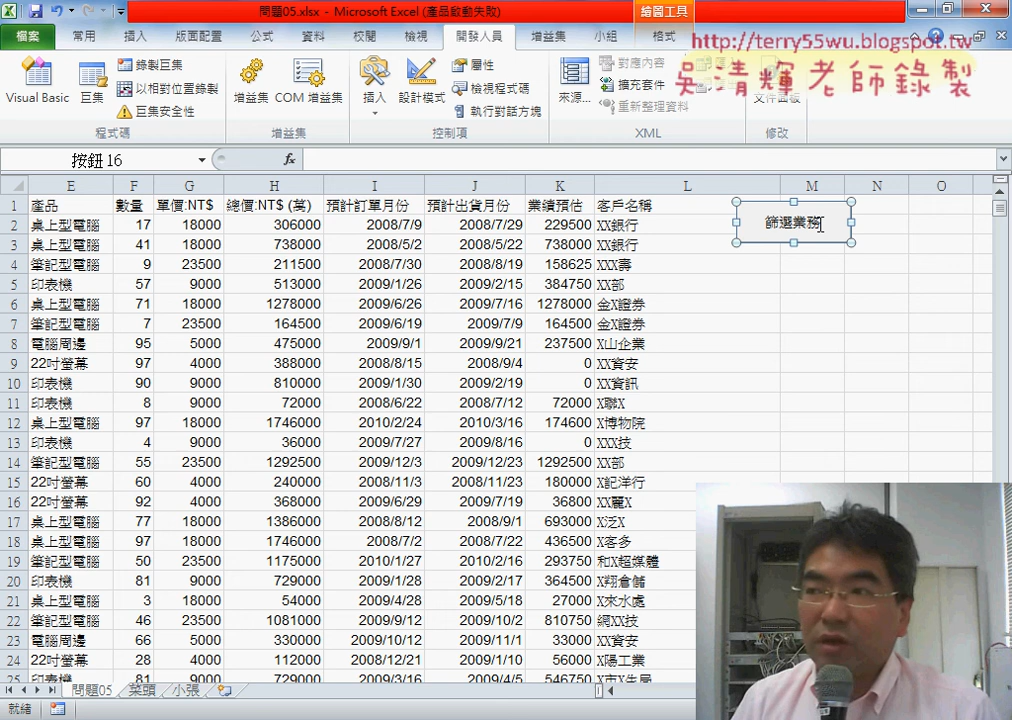 問題05.xlsx - Microsoft Excel (產品啟動失敗)
繪圖工具
檔案 常用 插入 版面配置 公式 資料 校閱 檢視 開發人員 增益集 小組 格式
http://terry55wu.blogspot.tw
吳清輝老師錄製
Visual Basic 巨集 錄製巨集 以相對位置錄製 巨集安全性
增益集 COM 增益集
插入 設計模式 屬性 檢視程式碼 執行對話方塊
來源... 對應內容 擴充套件 重新整理資料
文件面板
程式碼 增益集 控制項 XML 修改
按鈕 16 fx
E F G H I J K L M N O
1 產品 數量 單價:NT$ 總價:NT$ (萬) 預計訂單月份 預計出貨月份 業績預估 客戶名稱
篩選業務
2 桌上型電腦 17 18000 306000 2008/7/9 2008/7/29 229500 XX銀行
3 桌上型電腦 41 18000 738000 2008/5/2 2008/5/22 738000 XX銀行
4 筆記型電腦 9 23500 211500 2008/7/30 2008/8/19 158625 XXX壽
5 印表機 57 9000 513000 2009/1/26 2009/2/15 384750 XX部
6 桌上型電腦 71 18000 1278000 2009/6/26 2009/7/16 1278000 金X證券
7 筆記型電腦 7 23500 164500 2009/6/19 2009/7/9 164500 金X證券
8 電腦周邊 95 5000 475000 2009/9/1 2009/9/21 237500 X山企業
9 22吋螢幕 97 4000 388000 2008/8/15 2008/9/4 0 XX資安
10 印表機 90 9000 810000 2009/1/30 2009/2/19 0 XX資訊
11 印表機 8 9000 72000 2008/6/22 2008/7/12 72000 X聯X
12 桌上型電腦 97 18000 1746000 2010/2/24 2010/3/16 174600 X博物院
13 印表機 4 9000 36000 2009/7/27 2009/8/16 0 XXX技
14 筆記型電腦 55 23500 1292500 2009/12/3 2009/12/23 1292500 XX部
15 22吋螢幕 60 4000 240000 2008/11/3 2008/11/23 180000 X記洋行
16 22吋螢幕 92 4000 368000 2009/6/29 2009/7/19 36800 XX麗X
17 桌上型電腦 77 18000 1386000 2008/8/12 2008/9/1 693000 X泛X
18 桌上型電腦 97 18000 1746000 2008/7/2 2008/7/22 436500 X客多
19 筆記型電腦 50 23500 1175000 2010/1/27 2010/2/16 293750 和X超媒體
20 印表機 81 9000 729000 2009/1/28 2009/2/17 364500 X翔倉儲
21 桌上型電腦 3 18000 54000 2009/4/28 2009/5/18 27000 X來水處
22 筆記型電腦 46 23500 1081000 2009/9/12 2009/10/2 810750 網XX技
23 電腦周邊 66 5000 330000 2009/10/12 2009/11/1 33000 XX資安
24 22吋螢幕 28 4000 112000 2008/12/21 2009/1/10 56000 X陽工業
25 印表機 81 9000 729000 2009/3/16 2009/4/5 546750
問題05 菜頭 小張
就緒